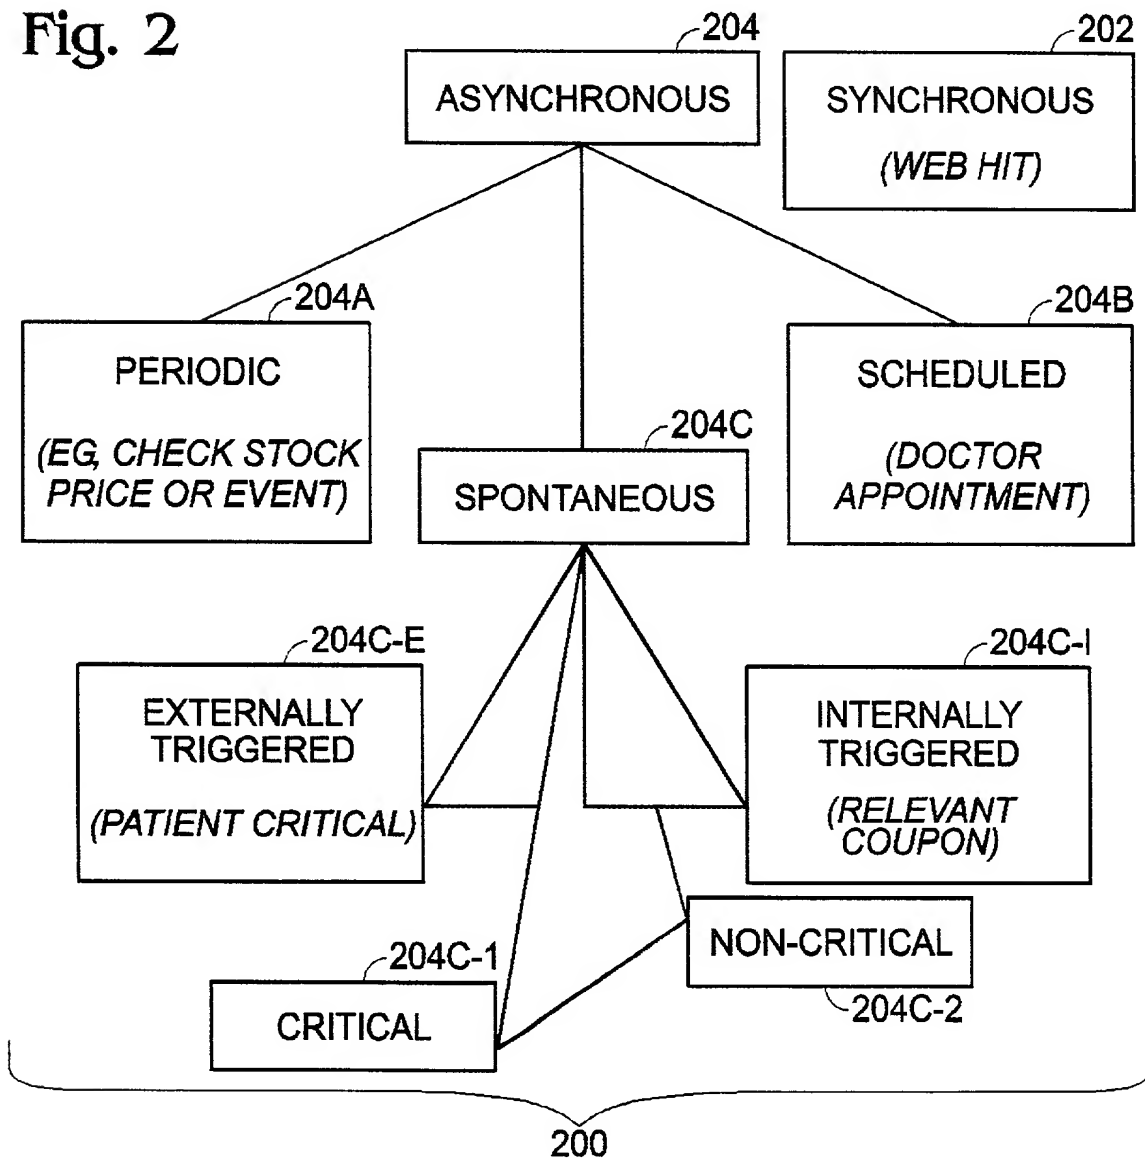 Fig. 2
204
202
ASYNCHRONOUS
SYNCHRONOUS
(WEB HIT)
204A
204B
PERIODIC
(EG, CHECK STOCK
PRICE OR EVENT)
204C
SPONTANEOUS
SCHEDULED
(DOCTOR
APPOINTMENT)
204C-E
204C-I
EXTERNALLY
TRIGGERED
(PATIENT CRITICAL)
INTERNALLY
TRIGGERED
(RELEVANT
COUPON)
204C-1
CRITICAL
NON-CRITICAL
204C-2
200